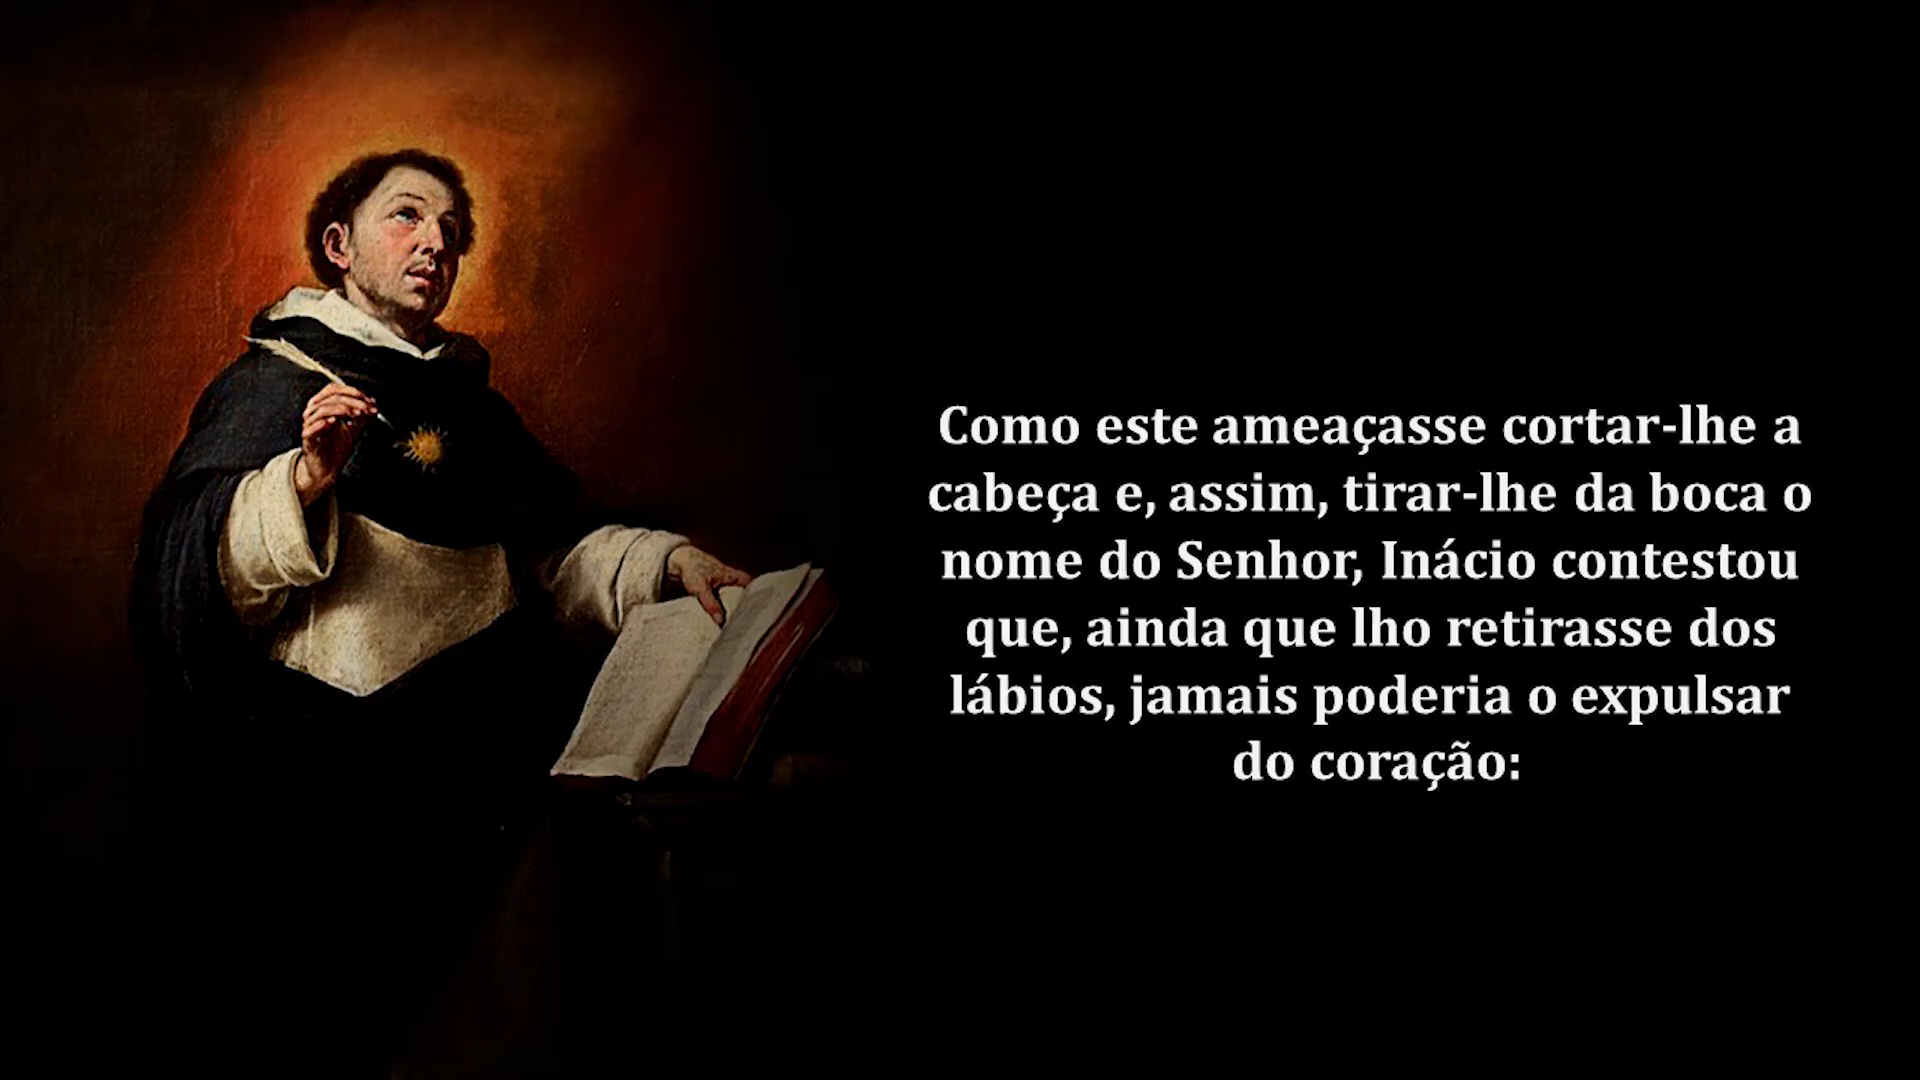 Como este ameaçasse cortar-lhe a
cabeça e, assim, tirar-lhe da boca o
nome do Senhor, Inácio contestou
que, ainda que lho retirasse dos
lábios, jamais poderia o expulsar
do coração: